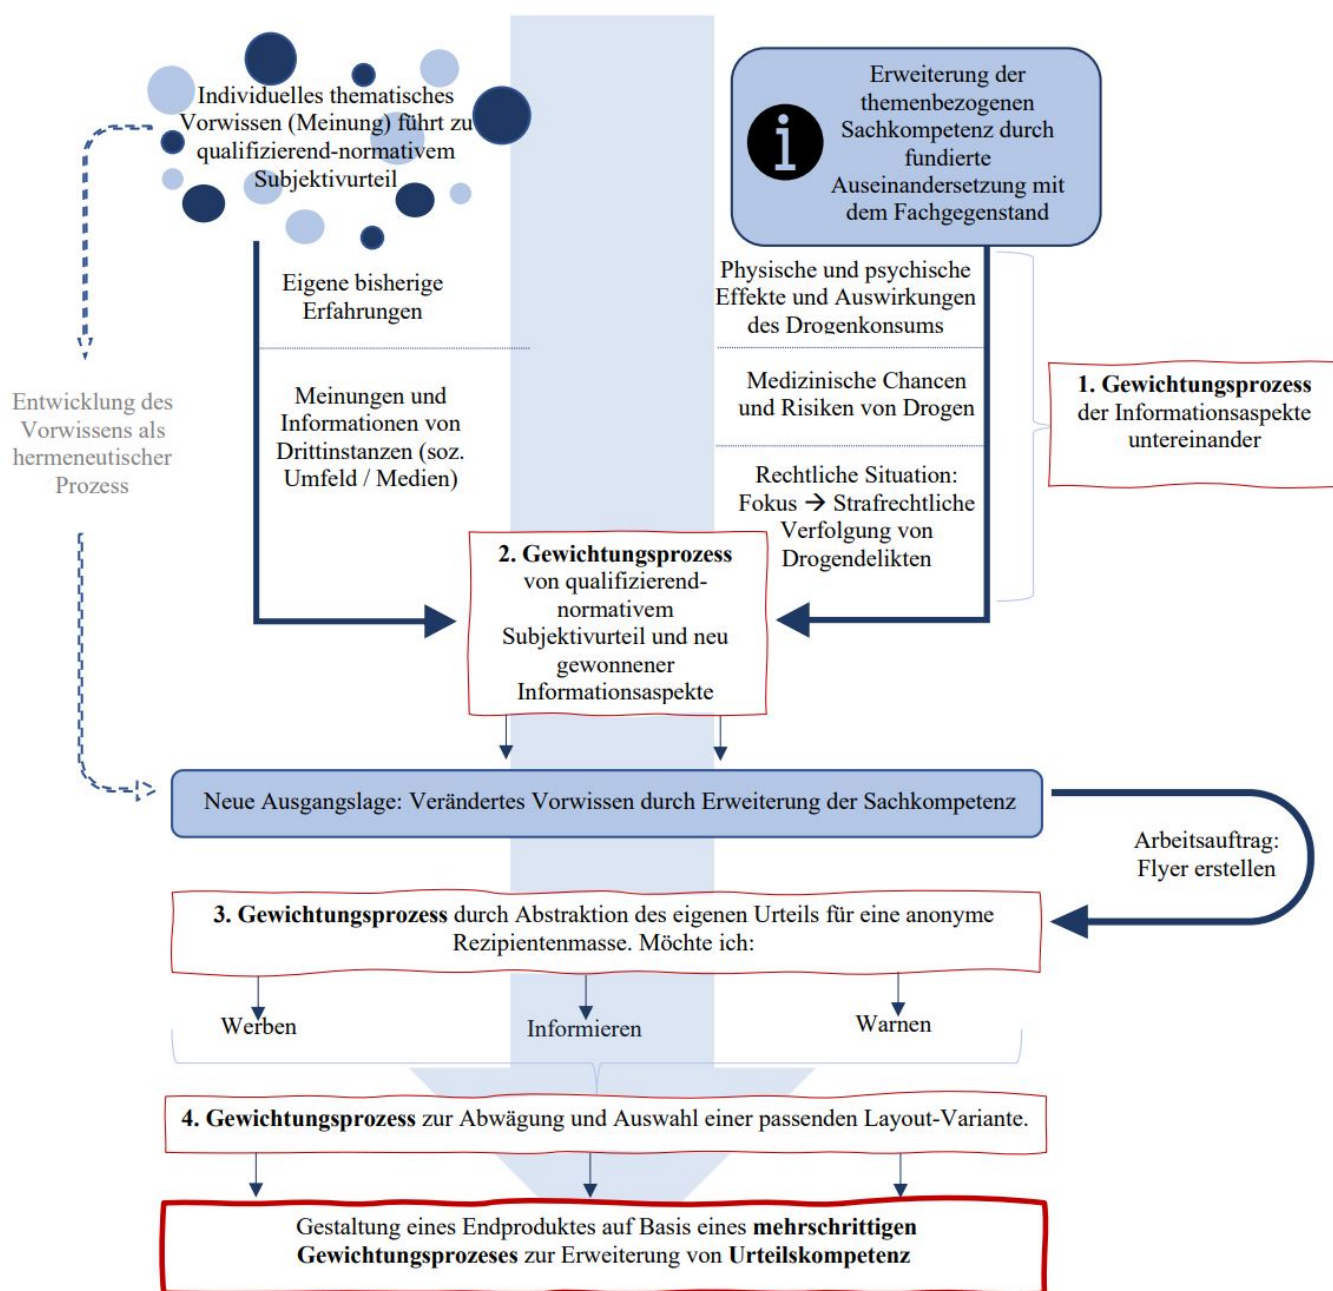 Individuelles thematisches
Vorwissen (Meinung) führt zu
qualifizierend-normativem
Subjektivurteil
Erweiterung der
themenbezogenen
Sachkompetenz durch
fundierte
Auseinandersetzung mit
dem Fachgegenstand
i
Eigene bisherige
Erfahrungen
Meinungen und
Informationen von
Drittinstanzen (soz.
Umfeld / Medien)
Physische und psychische
Effekte und Auswirkungen
des Drogenkonsums
Medizinische Chancen
und Risiken von Drogen
Rechtliche Situation:
Fokus → Strafrechtliche
Verfolgung von
Drogendelikten
1. Gewichtungsprozess
der Informationsaspekte
untereinander
Entwicklung des
Vorwissens als
hermeneutischer
Prozess
2. Gewichtungsprozess
von qualifizierend-
normativem
Subjektivurteil und neu
gewonnener
Informationsaspekte
Neue Ausgangslage: Verändertes Vorwissen durch Erweiterung der Sachkompetenz
Arbeitsauftrag:
Flyer erstellen
3. Gewichtungsprozess durch Abstraktion des eigenen Urteils für eine anonyme
Rezipientenmasse. Möchte ich:
Werben
Informieren
Warnen
4. Gewichtungsprozess zur Abwägung und Auswahl einer passenden Layout-Variante.
Gestaltung eines Endproduktes auf Basis eines mehrschrittigen
Gewichtungsprozeses zur Erweiterung von Urteilskompetenz